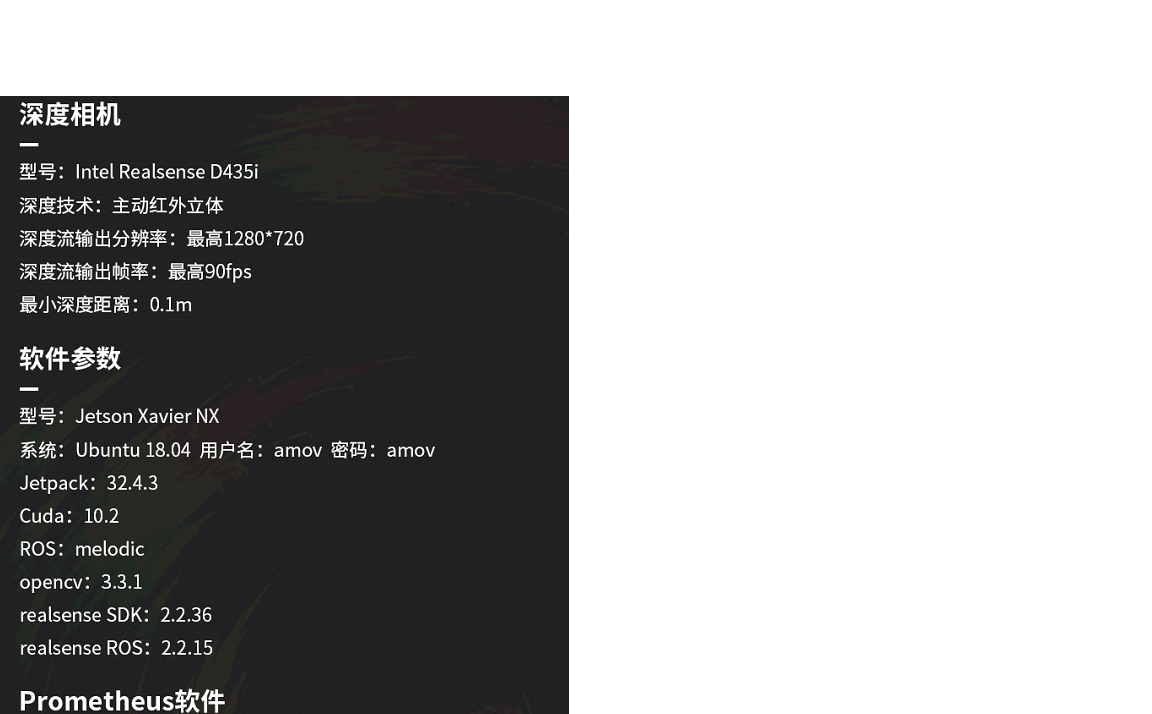 深度相机
型号：Intel Realsense D435i
深度技术：主动红外立体
深度流输出分辨率：最高1280*720
深度流输出帧率：最高90fps
最小深度距离：0.1m
软件参数
型号：Jetson Xavier NX
系统：Ubuntu 18.04 用户名：amov 密码：amov
Jetpack：32.4.3
Cuda：10.2
ROS：melodic
opencv：3.3.1
realsense SDK：2.2.36
realsense ROS：2.2.15
Prometheus软件